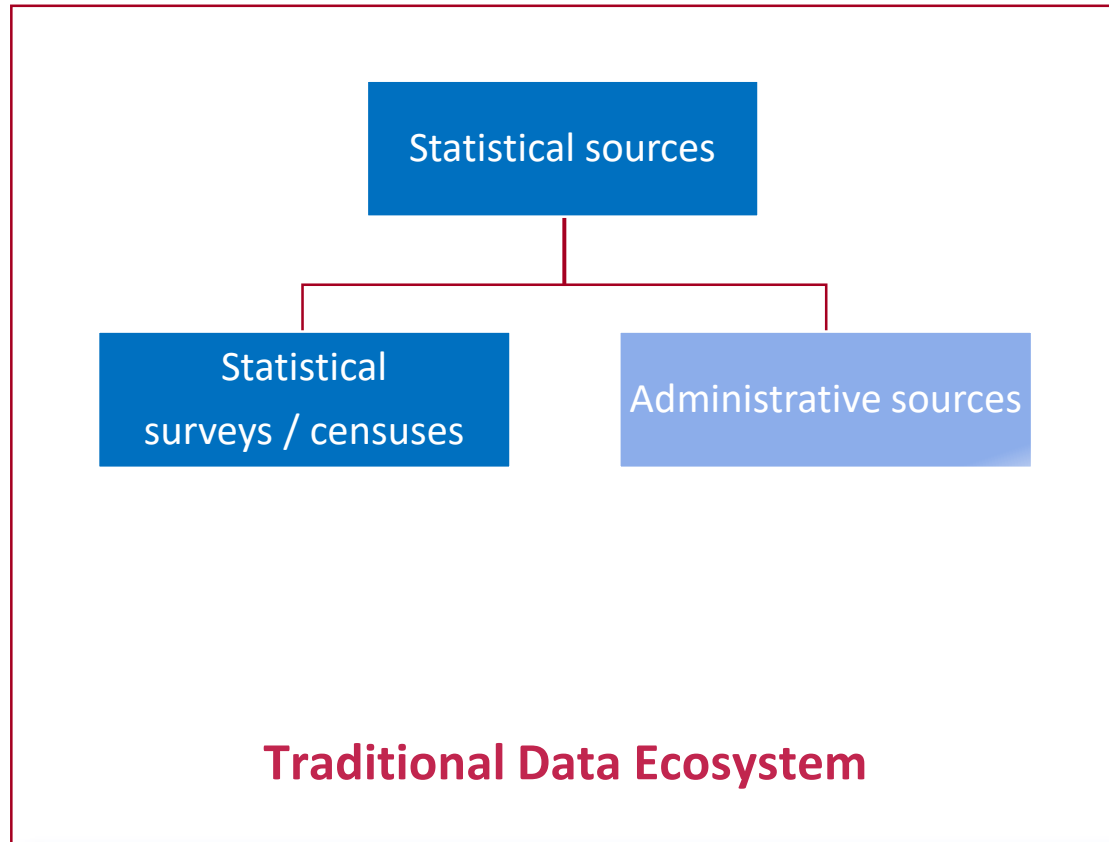 Statistical sources
Statistical
surveys / censuses
Administrative sources
Traditional Data Ecosystem